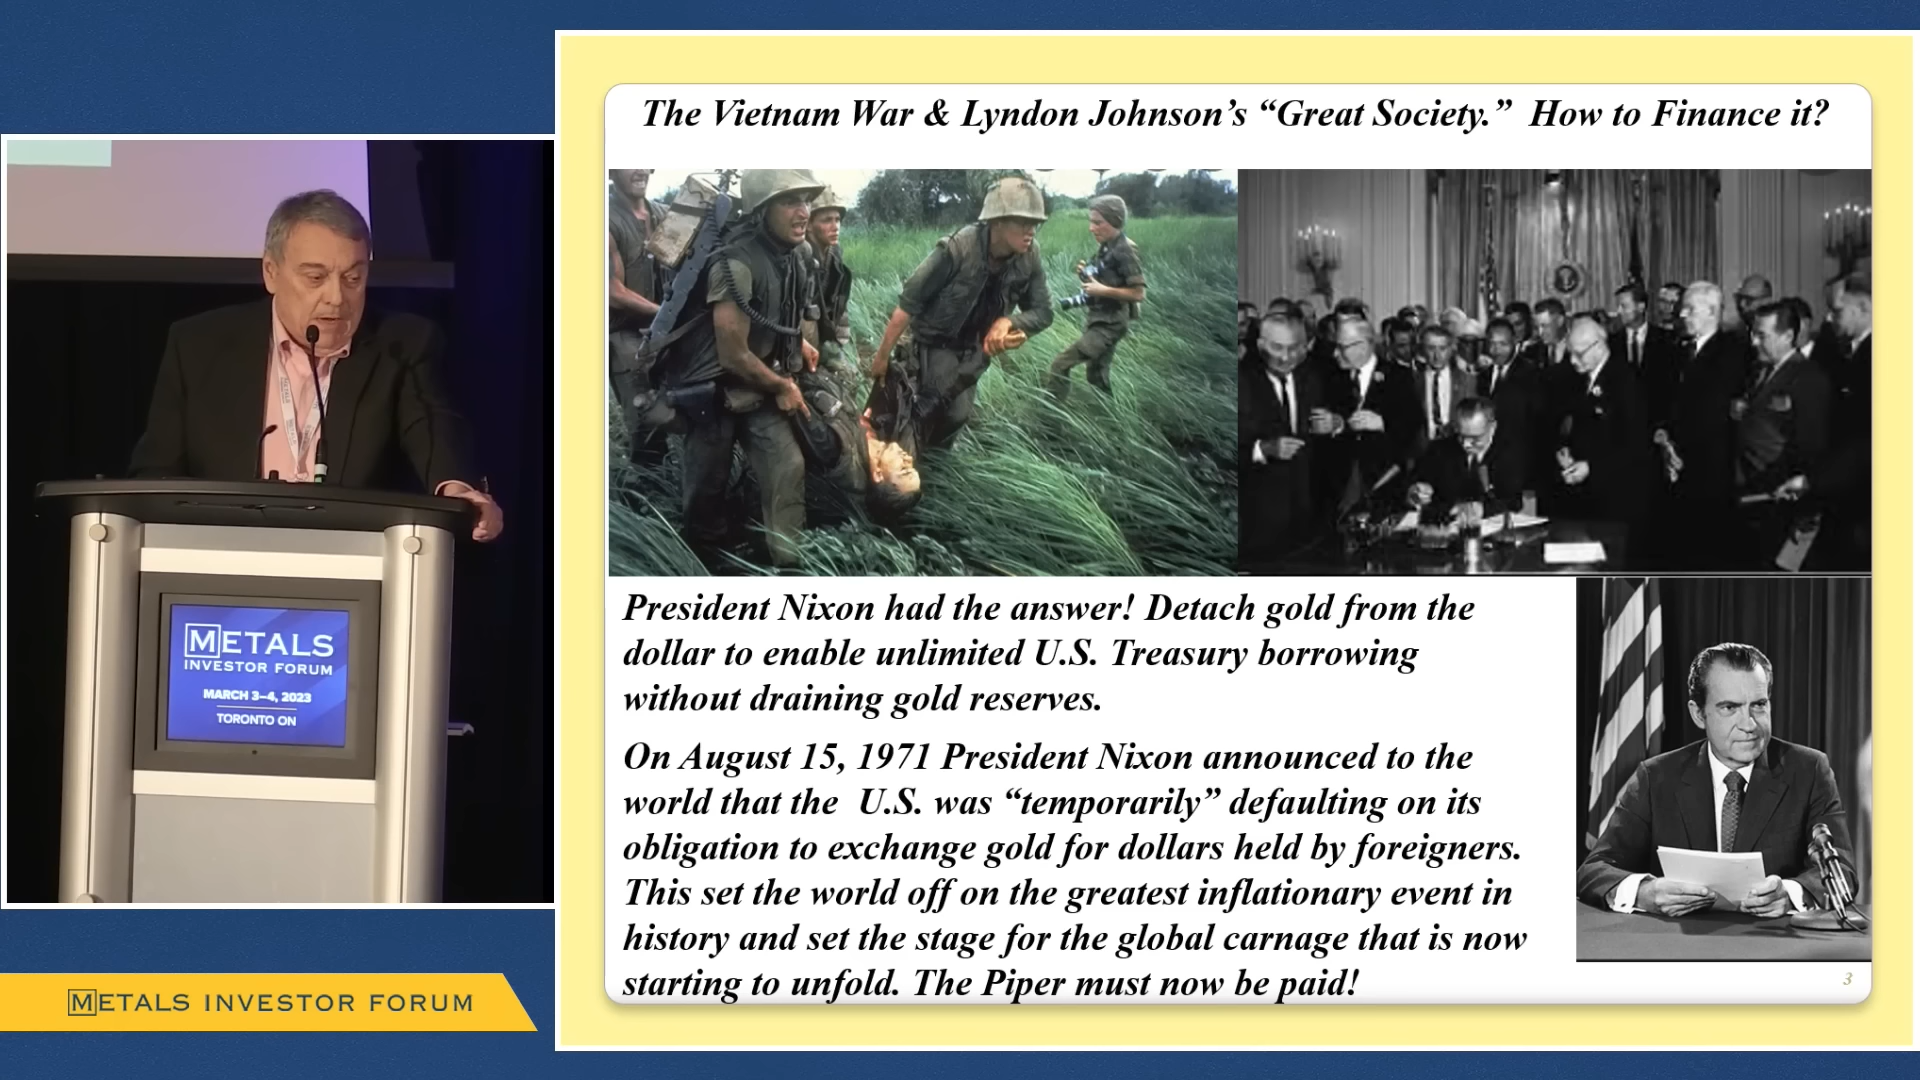 The Vietnam War & Lyndon Johnson’s “Great Society.”  How to Finance it?
President Nixon had the answer! Detach gold from the
dollar to enable unlimited U.S. Treasury borrowing
without draining gold reserves.
On August 15, 1971 President Nixon announced to the
world that the  U.S. was “temporarily” defaulting on its
obligation to exchange gold for dollars held by foreigners.
This set the world off on the greatest inflationary event in
history and set the stage for the global carnage that is now
starting to unfold. The Piper must now be paid!
3
METALS
INVESTOR FORUM
MARCH 3–4, 2023
TORONTO ON
METALS INVESTOR FORUM